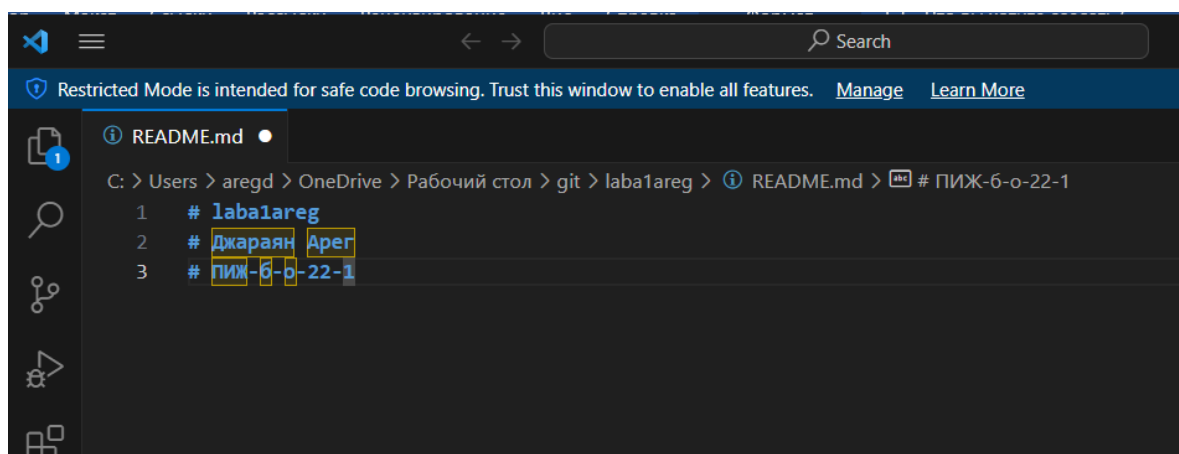 Search
Restricted Mode is intended for safe code browsing. Trust this window to enable all features. Manage Learn More
README.md
1
C: > Users > aregd > OneDrive > Рабочий стол > git > laba1areg > README.md > # ПИЖ-б-о-22-1
1 # laba1areg
2 # Джараян Арег
3 # ПИЖ-б-о-22-1